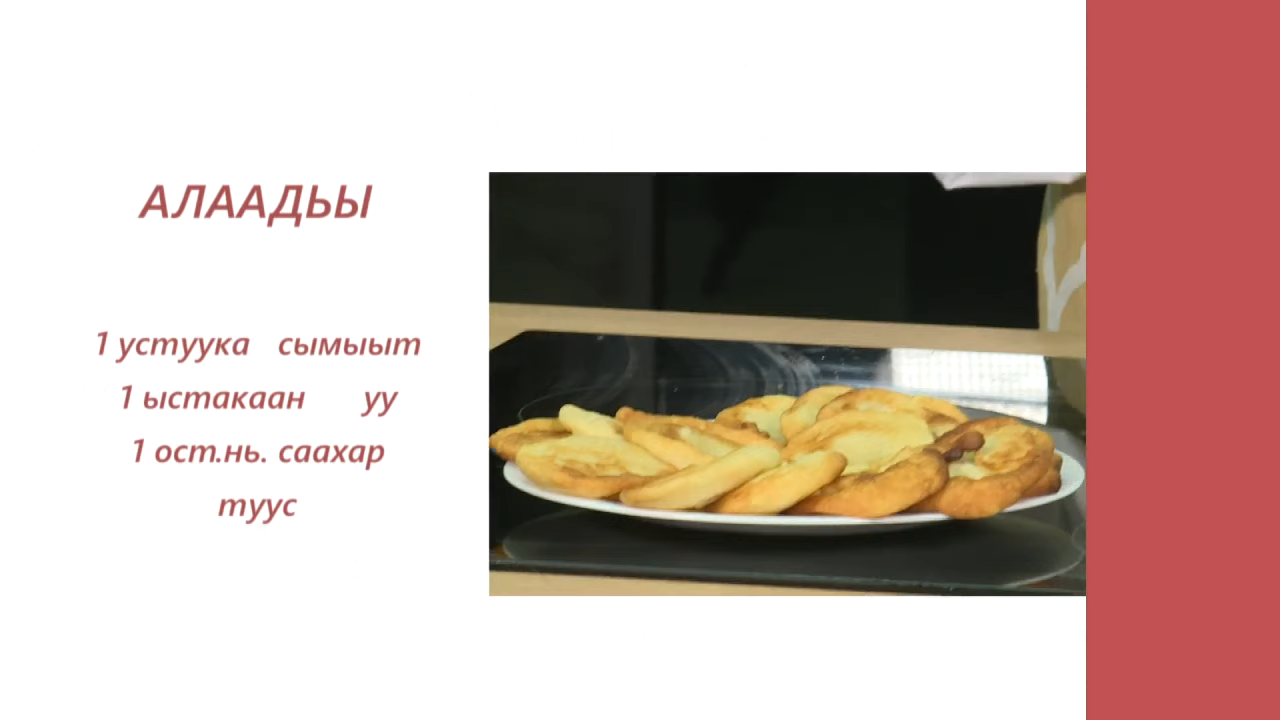 АЛААДЬЫ
1 устуука сымыыт
1 ыстакаан уу
1 ост.нь. саахар
туус